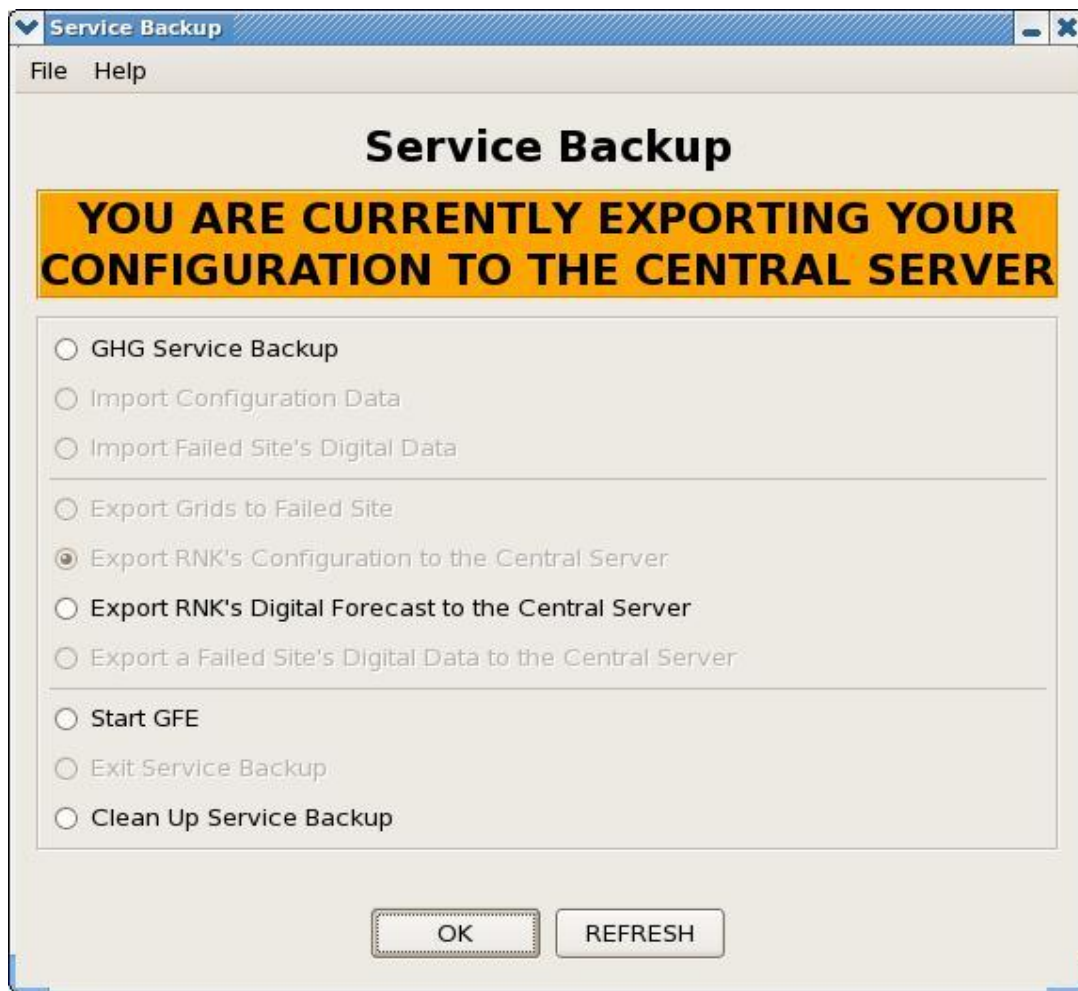 Service Backup
File Help
Service Backup
YOU ARE CURRENTLY EXPORTING YOUR
CONFIGURATION TO THE CENTRAL SERVER
GHG Service Backup
Import Configuration Data
Import Failed Site's Digital Data
Export Grids to Failed Site
Export RNK's Configuration to the Central Server
Export RNK's Digital Forecast to the Central Server
Export a Failed Site's Digital Data to the Central Server
Start GFE
Exit Service Backup
Clean Up Service Backup
OK REFRESH